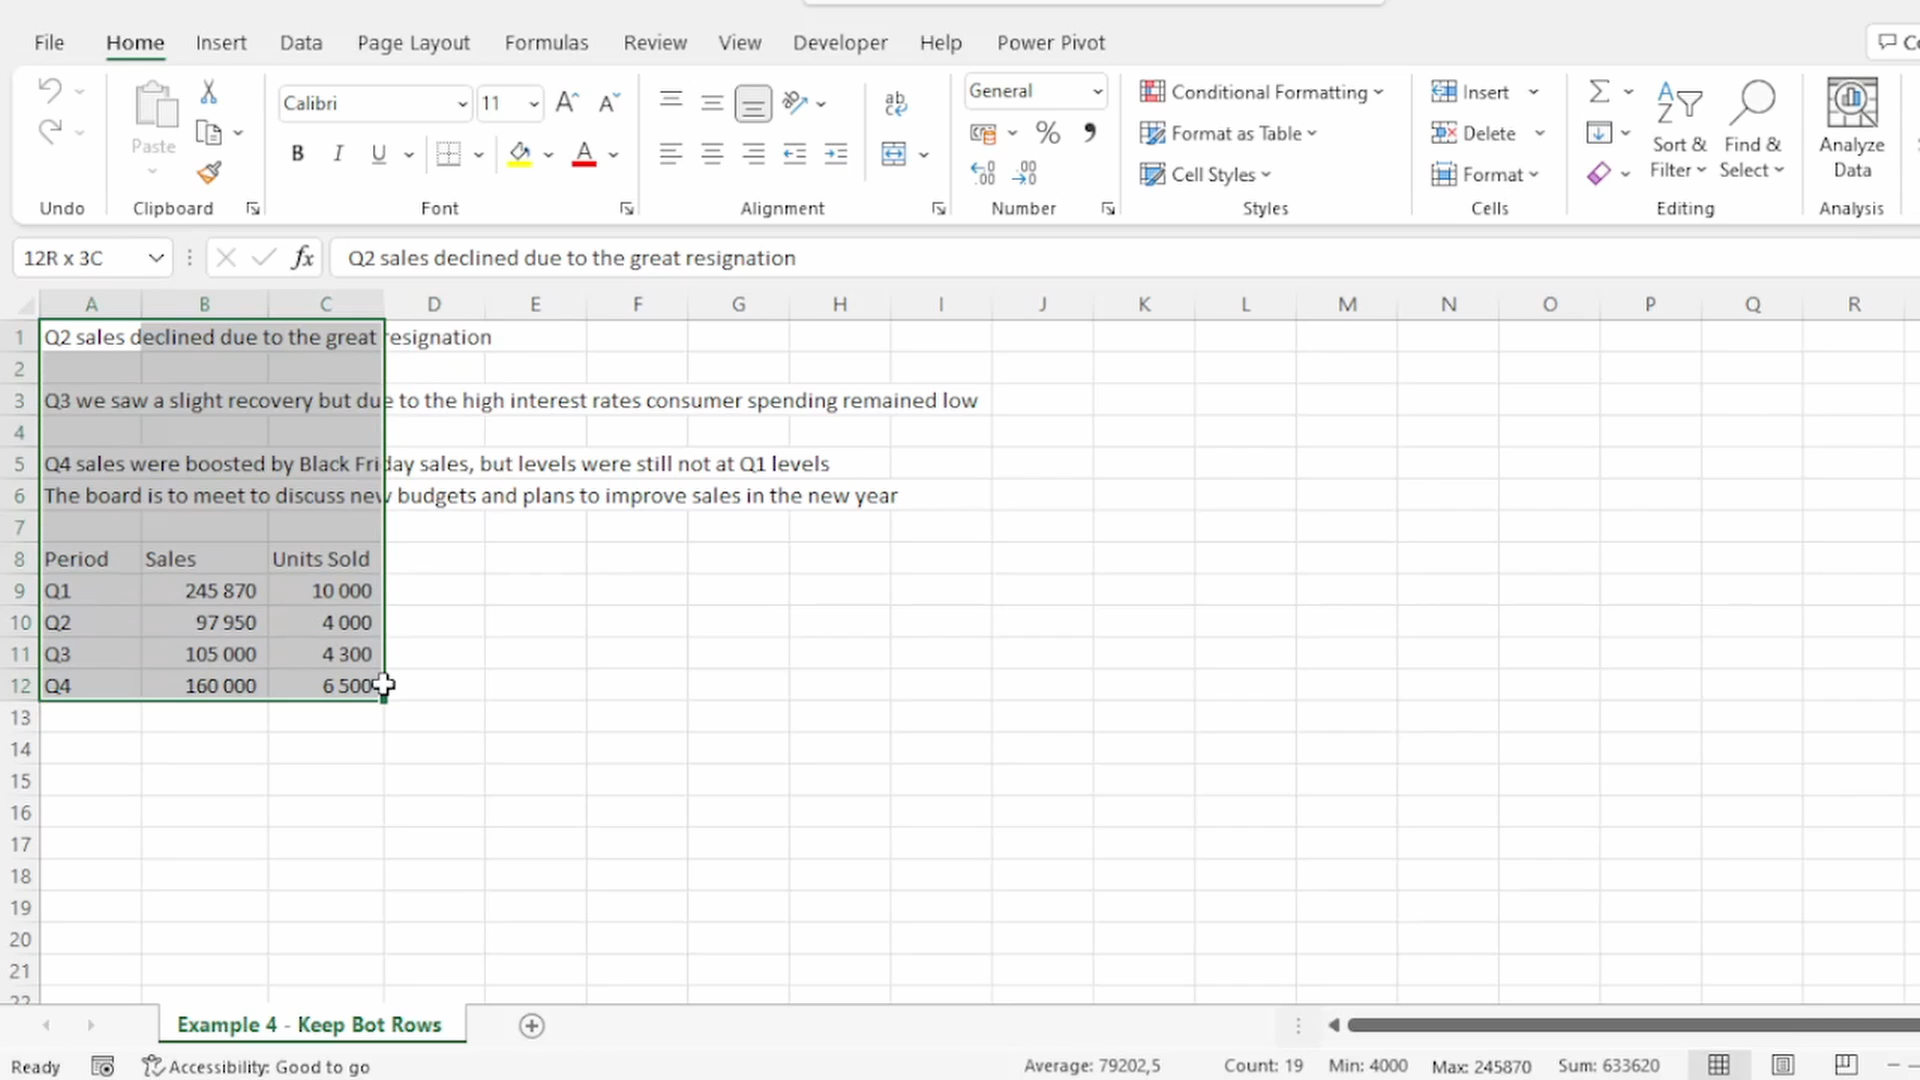 File Home Insert Data Page Layout Formulas Review View Developer Help Power Pivot
Calibri 11 General Conditional Formatting Insert
Paste B I U A ab % Format as Table Delete Sort & Filter Find & Select Analyze Data
Cell Styles Format
Undo Clipboard Font Alignment Number Styles Cells Editing Analysis
12R x 3C fx Q2 sales declined due to the great resignation
A B C D E F G H I J K L M N O P Q R
1 Q2 sales declined due to the great resignation
2
3 Q3 we saw a slight recovery but due to the high interest rates consumer spending remained low
4
5 Q4 sales were boosted by Black Friday sales, but levels were still not at Q1 levels
6 The board is to meet to discuss new budgets and plans to improve sales in the new year
7
8 Period Sales Units Sold
9 Q1 245 870 10 000
10 Q2 97 950 4 000
11 Q3 105 000 4 300
12 Q4 160 000 6 500
13
14
15
16
17
18
19
20
21
22
Example 4 - Keep Bot Rows
Ready Accessibility: Good to go Average: 79202,5 Count: 19 Min: 4000 Max: 245870 Sum: 633620